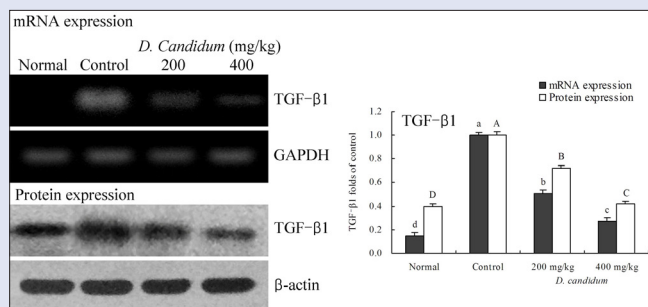 mRNA expression
D. Candidum (mg/kg)
Normal Control 200 400
TGF-β1
GAPDH
Protein expression
TGF-β1
β-actin
mRNA expression
Protein expression
TGF-β1
TGF-β1 folds of control
1.2
1.0
0.8
0.6
0.4
0.2
0.0
d D a A b B c C
Normal Control 200 mg/kg 400 mg/kg
D. candidum